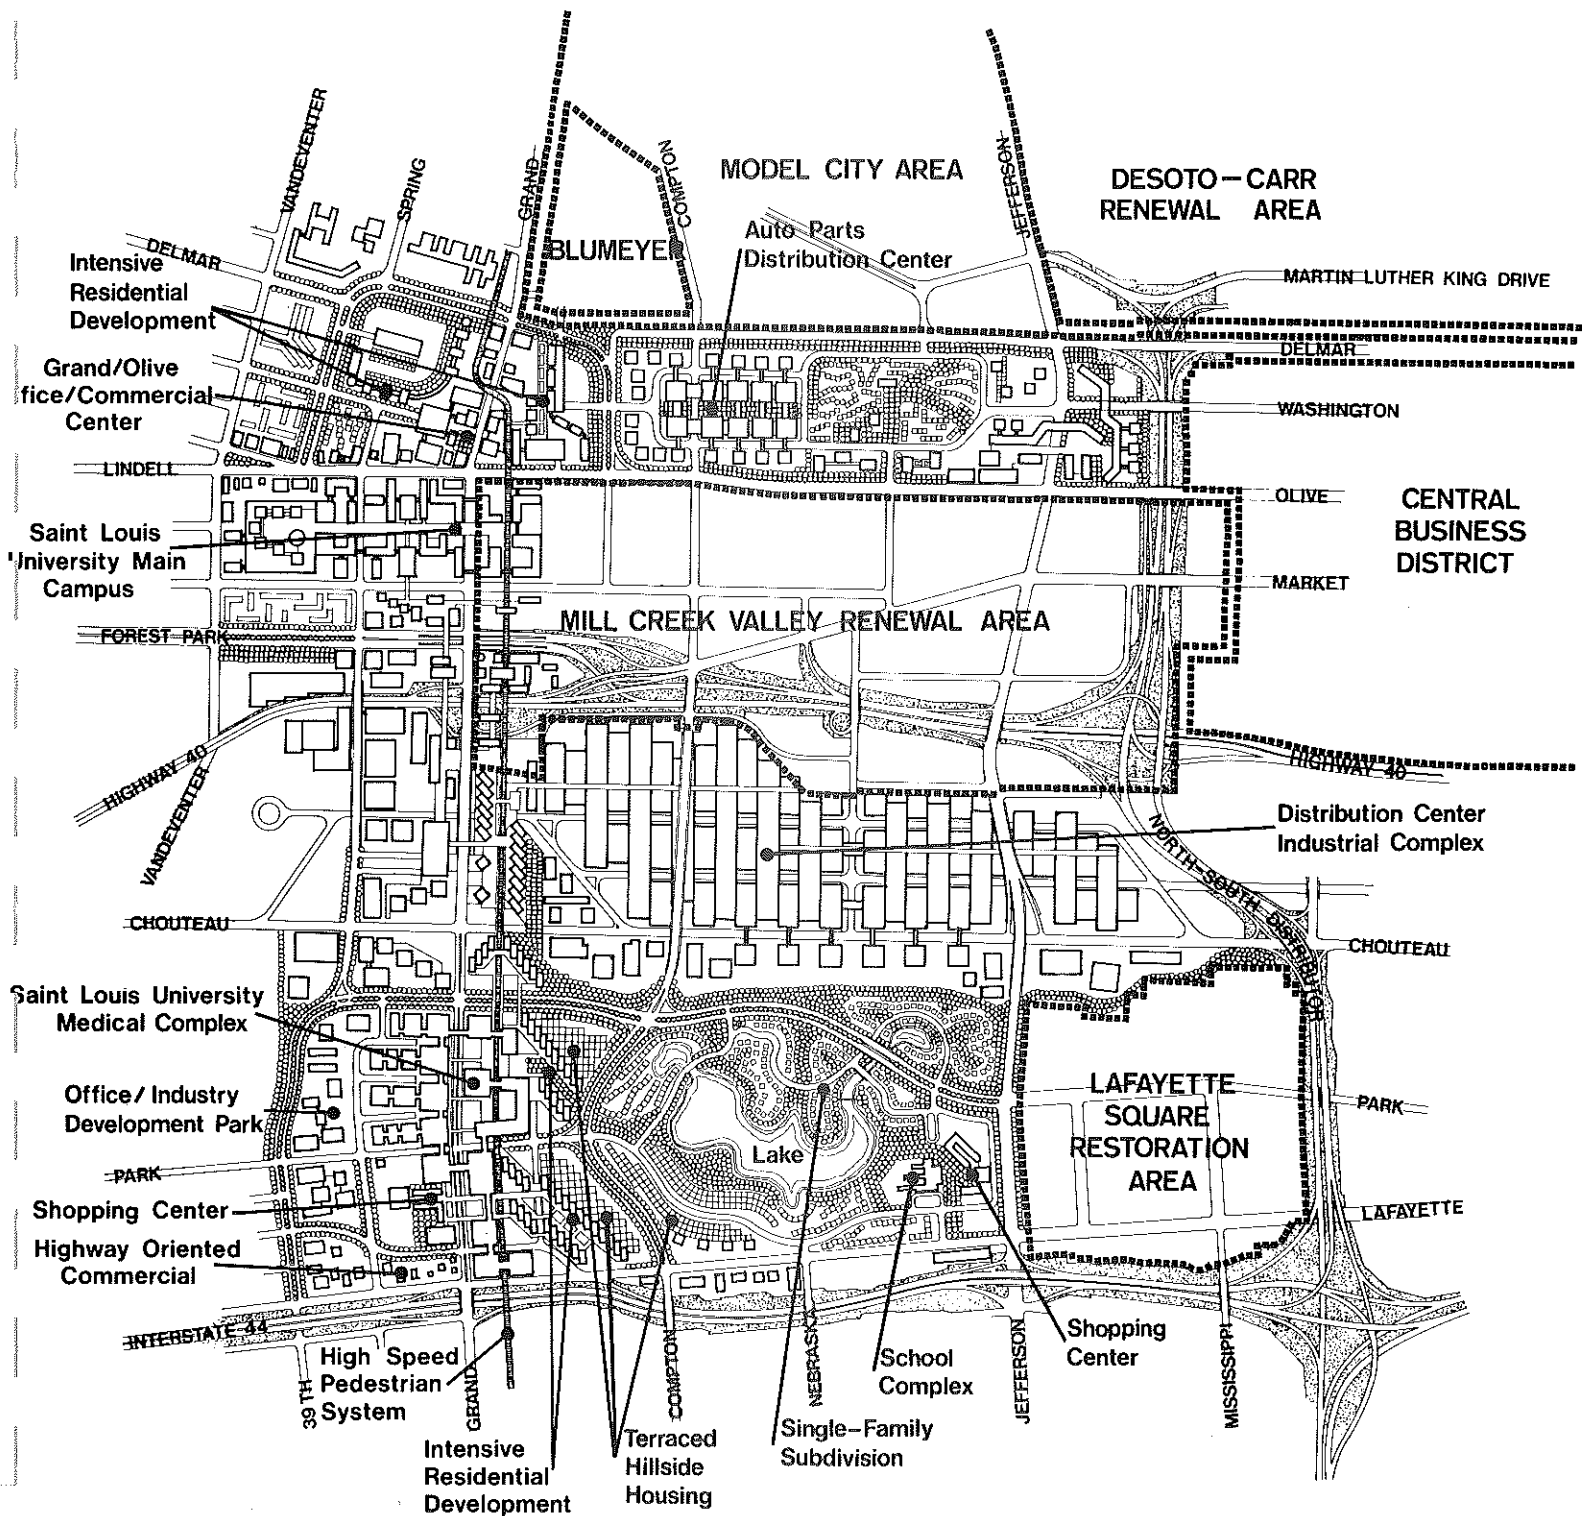 VANDEVENTER
SPRING
GRAND
COMPTON
JEFFERSON
MODEL CITY AREA
DESOTO-CARR
RENEWAL AREA
DELMAR
BLUMEYER
Auto Parts
Distribution Center
MARTIN LUTHER KING DRIVE
Intensive
Residential
Development
DELMAR
Grand/Olive
fice/Commercial
Center
WASHINGTON
LINDELL
OLIVE
CENTRAL
BUSINESS
DISTRICT
Saint Louis
University Main
Campus
MARKET
MILL CREEK VALLEY RENEWAL AREA
FOREST PARK
HIGHWAY 40
VANDEVENTER
HIGHWAY 40
Distribution Center
Industrial Complex
NORTH-SOUTH DISTRIBUTOR
CHOUTEAU
CHOUTEAU
Saint Louis University
Medical Complex
Office/Industry
Development Park
LAFAYETTE
SQUARE
RESTORATION
AREA
PARK
Lake
PARK
Shopping Center
LAFAYETTE
Highway Oriented
Commercial
INTERSTATE 44
High Speed
Pedestrian
System
39TH
GRAND
COMPTON
NEBRASKA
School
Complex
JEFFERSON
Shopping
Center
MISSISSIPPI
Intensive
Residential
Development
Terraced
Hillside
Housing
Single-Family
Subdivision